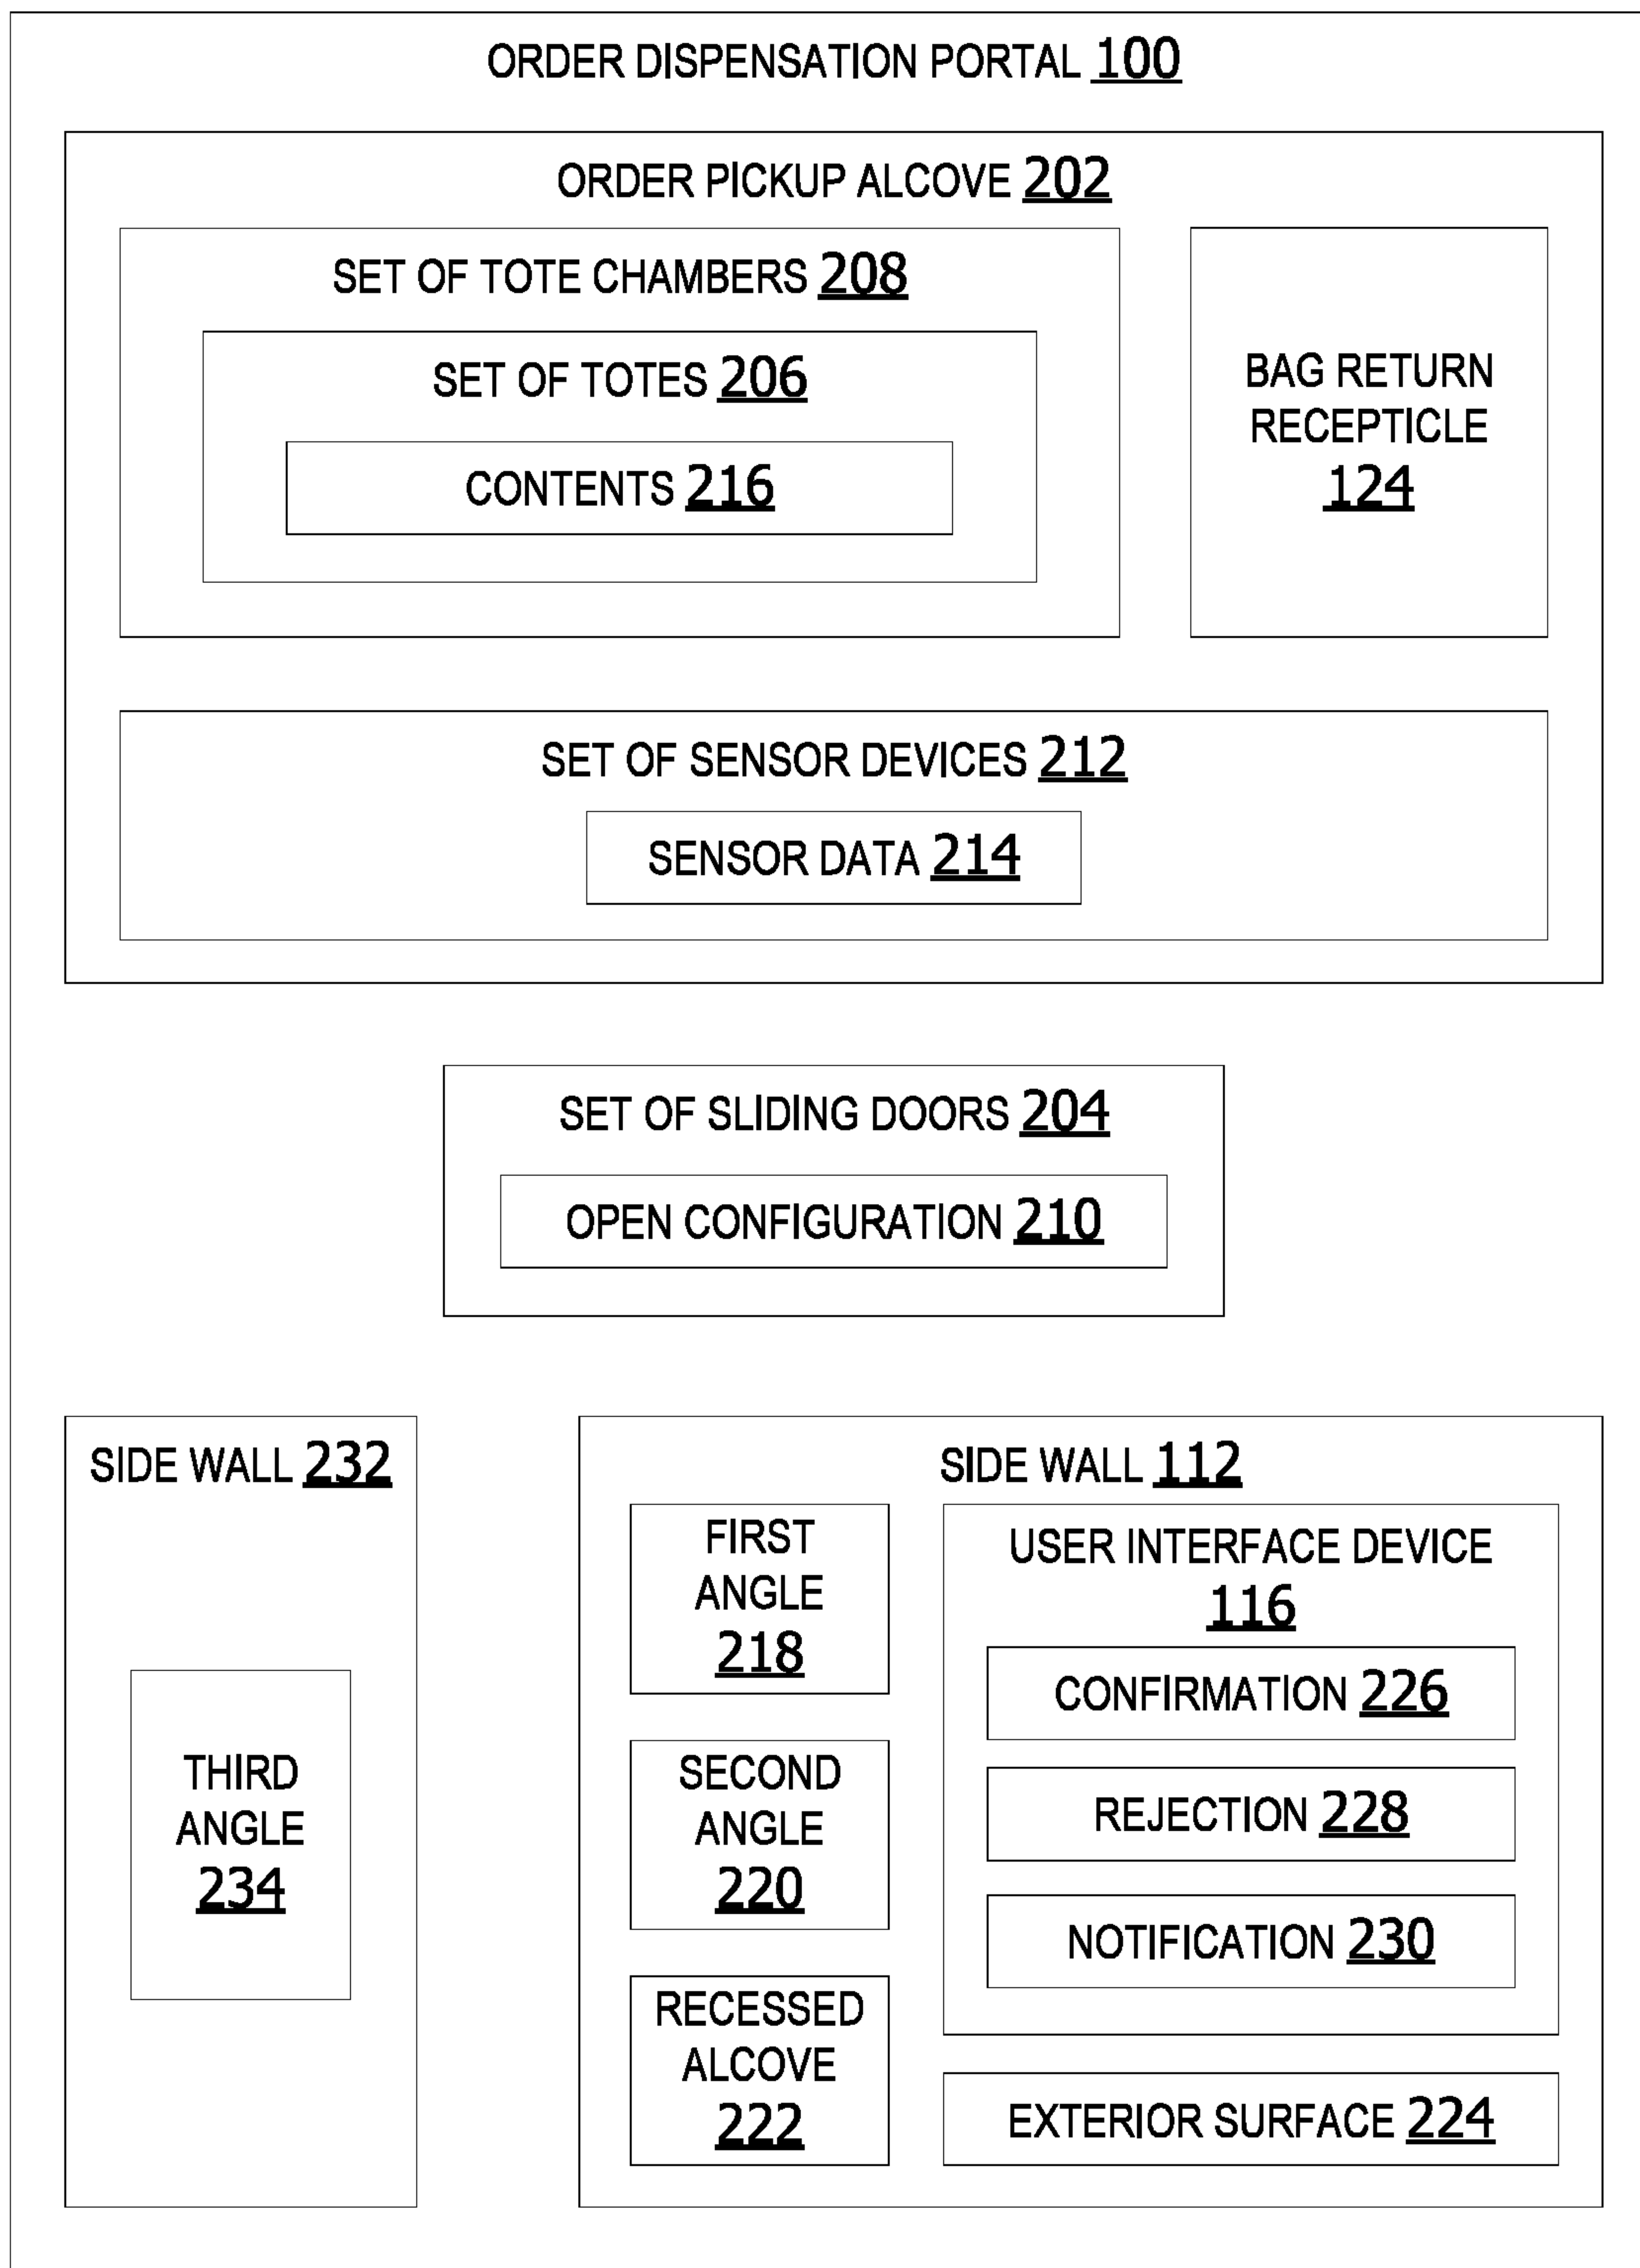 ORDER DISPENSATION PORTAL 100
ORDER PICKUP ALCOVE 202
SET OF TOTE CHAMBERS 208
SET OF TOTES 206
CONTENTS 216
BAG RETURN
RECEPTICLE
124
SET OF SENSOR DEVICES 212
SENSOR DATA 214
SET OF SLIDING DOORS 204
OPEN CONFIGURATION 210
SIDE WALL 232
THIRD
ANGLE
234
SIDE WALL 112
FIRST
ANGLE
218
SECOND
ANGLE
220
RECESSED
ALCOVE
222
USER INTERFACE DEVICE
116
CONFIRMATION 226
REJECTION 228
NOTIFICATION 230
EXTERIOR SURFACE 224